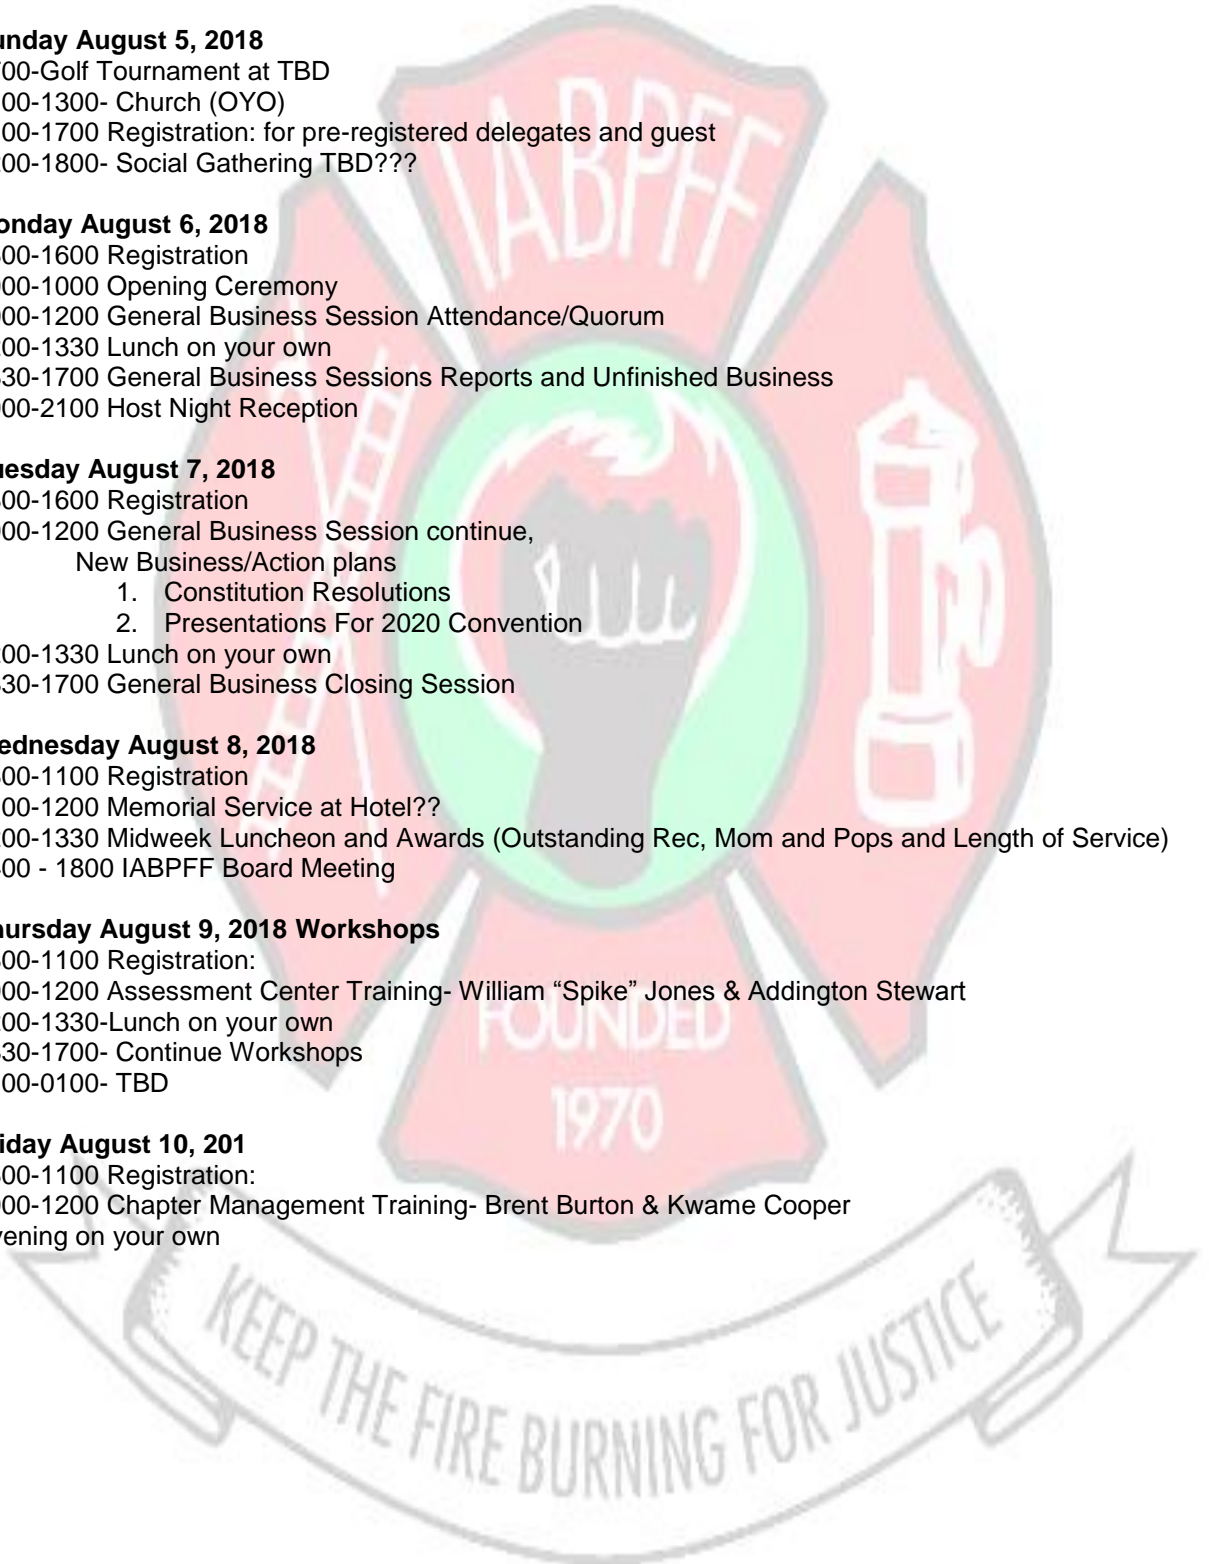 unday August 5, 2018
700-Golf Tournament at TBD
00-1300- Church (OYO)
00-1700 Registration: for pre-registered delegates and guest
00-1800- Social Gathering TBD???
onday August 6, 2018
00-1600 Registration
00-1000 Opening Ceremony
00-1200 General Business Session Attendance/Quorum
00-1330 Lunch on your own
30-1700 General Business Sessions Reports and Unfinished Business
00-2100 Host Night Reception
uesday August 7, 2018
00-1600 Registration
00-1200 General Business Session continue,
New Business/Action plans
1. Constitution Resolutions
2. Presentations For 2020 Convention
00-1330 Lunch on your own
30-1700 General Business Closing Session
ednesday August 8, 2018
00-1100 Registration
00-1200 Memorial Service at Hotel??
00-1330 Midweek Luncheon and Awards (Outstanding Rec, Mom and Pops and Length of Service)
00 - 1800 IABPFF Board Meeting
hursday August 9, 2018 Workshops
00-1100 Registration:
00-1200 Assessment Center Training- William “Spike” Jones & Addington Stewart
00-1330-Lunch on your own
30-1700- Continue Workshops
00-0100- TBD
iday August 10, 201
00-1100 Registration:
00-1200 Chapter Management Training- Brent Burton & Kwame Cooper
vening on your own
IABPFF
FOUNDED
1970
KEEP THE FIRE BURNING FOR JUSTICE